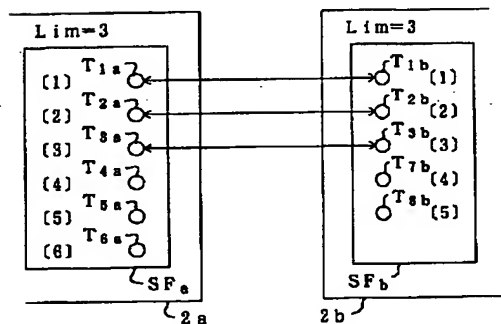 Lim=3
[1] T1a
[2] T2a
[3] T3a
[4] T4a
[5] T5a
[6] T6a
SFa
2a
Lim=3
T1b [1]
T2b [2]
T3b [3]
T7b [4]
T8b [5]
SFb
2b